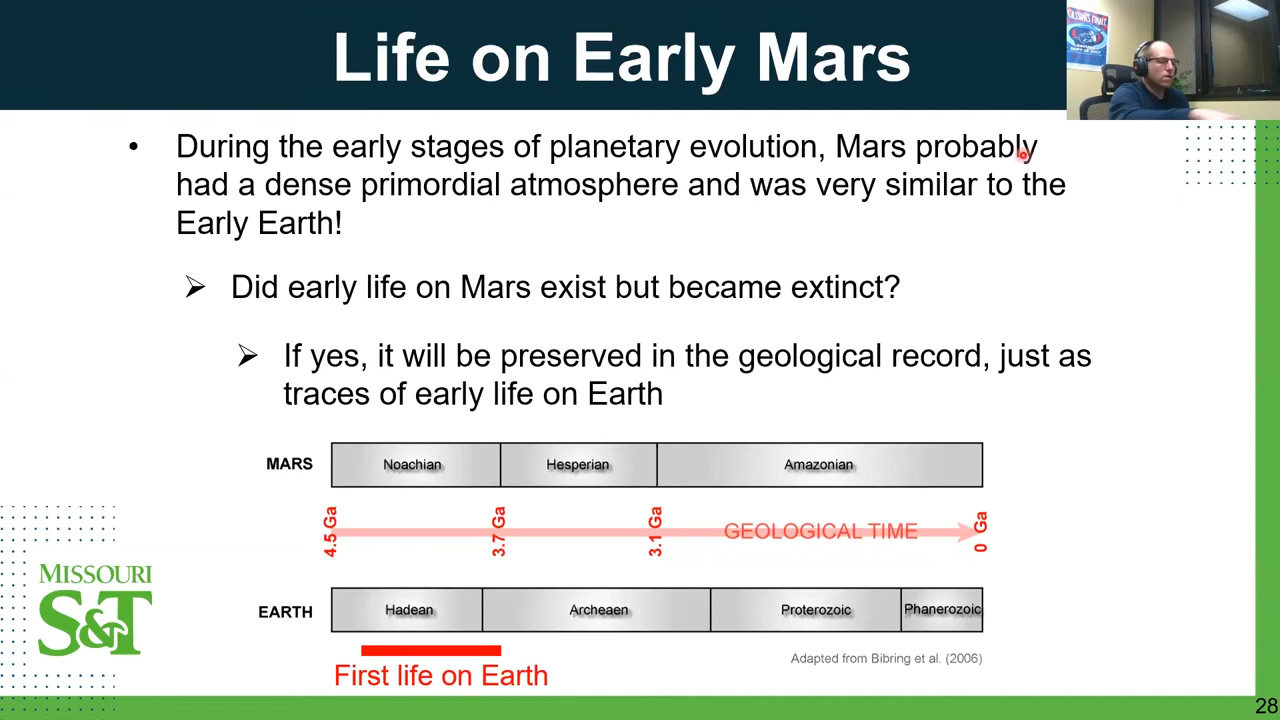 Life on Early Mars
• During the early stages of planetary evolution, Mars probably
had a dense primordial atmosphere and was very similar to the
Early Earth!
➢ Did early life on Mars exist but became extinct?
➢ If yes, it will be preserved in the geological record, just as
traces of early life on Earth
MARS Noachian Hesperian Amazonian
4.5 Ga 3.7 Ga 3.1 Ga GEOLOGICAL TIME 0 Ga
MISSOURI
S&T
EARTH Hadean Archeaen Proterozoic Phanerozoic
Adapted from Bibring et al. (2006)
First life on Earth
28